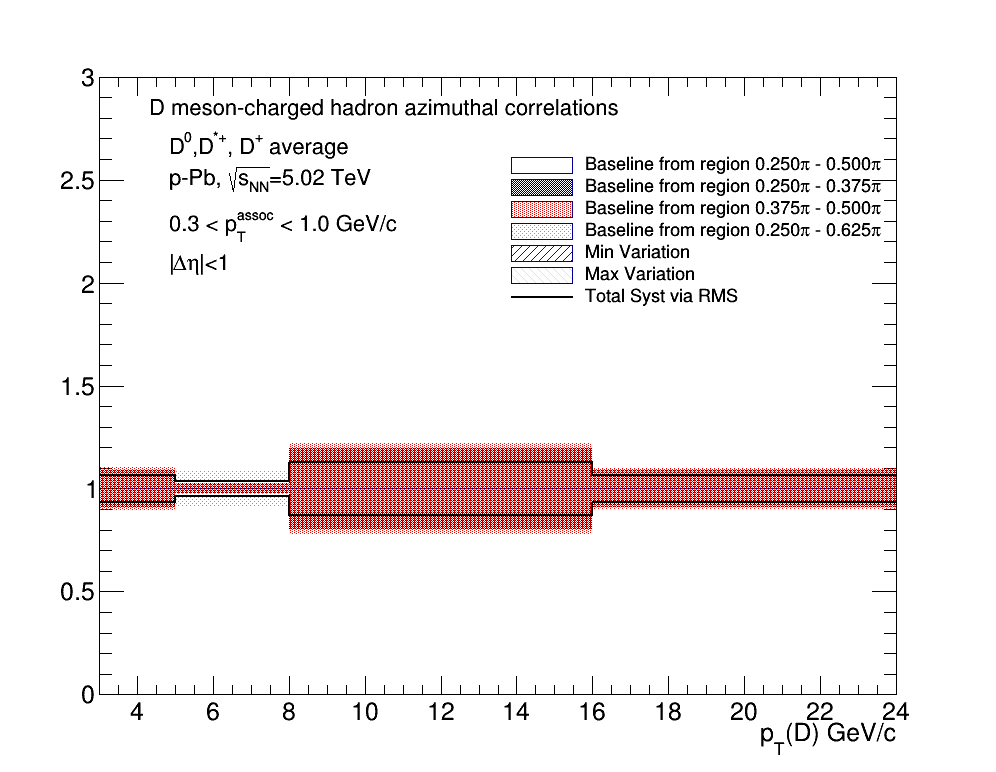 D meson-charged hadron azimuthal correlations
D⁰,D*⁺, D⁺ average
p-Pb, √sNN=5.02 TeV
0.3 < pTassoc < 1.0 GeV/c
|Δη|<1
Baseline from region 0.250π - 0.500π
Baseline from region 0.250π - 0.375π
Baseline from region 0.375π - 0.500π
Baseline from region 0.250π - 0.625π
Min Variation
Max Variation
Total Syst via RMS
3
2.5
2
1.5
1
0.5
0
4 6 8 10 12 14 16 18 20 22 24
pT(D) GeV/c